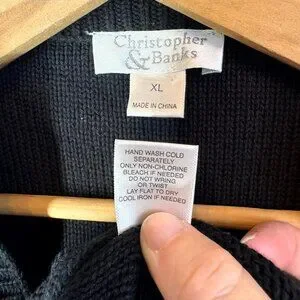 Christopher
& Banks
XL
MADE IN CHINA
HAND WASH COLD
SEPARATELY
ONLY NON-CHLORINE
BLEACH IF NEEDED
DO NOT WRING
OR TWIST
LAY FLAT TO DRY
COOL IRON IF NEEDED